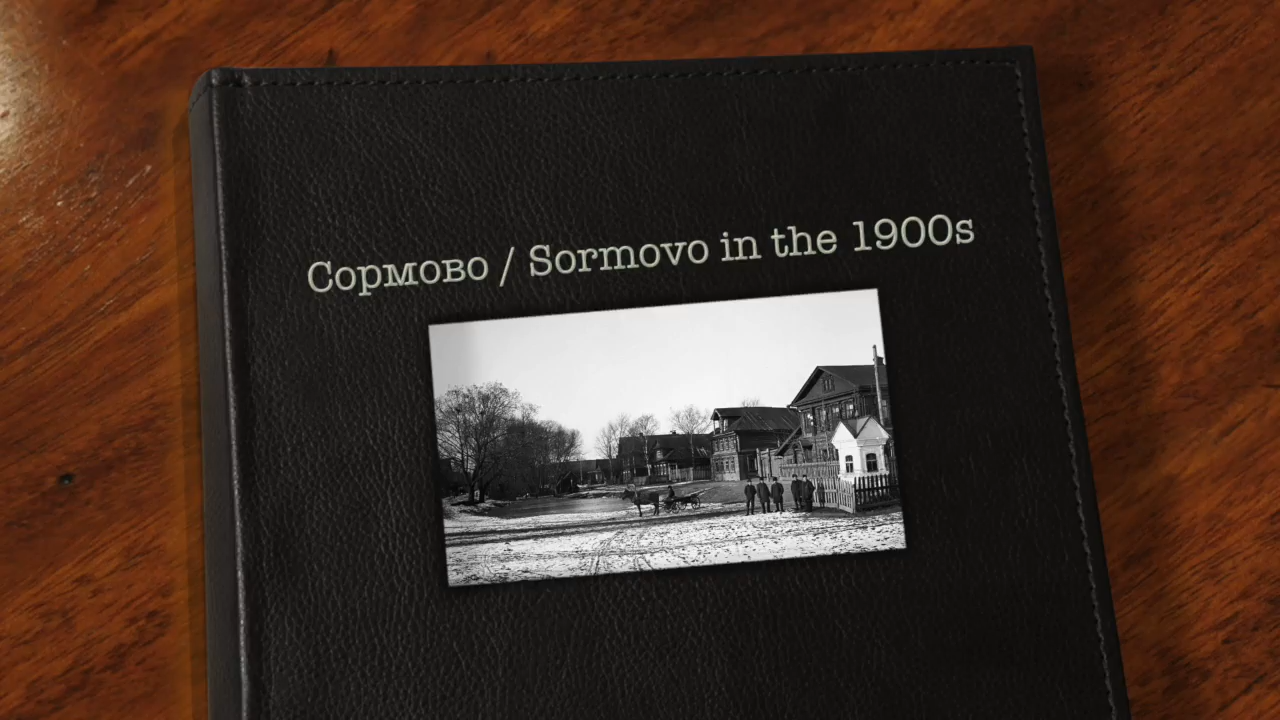 Сормово / Sormovo in the 1900s